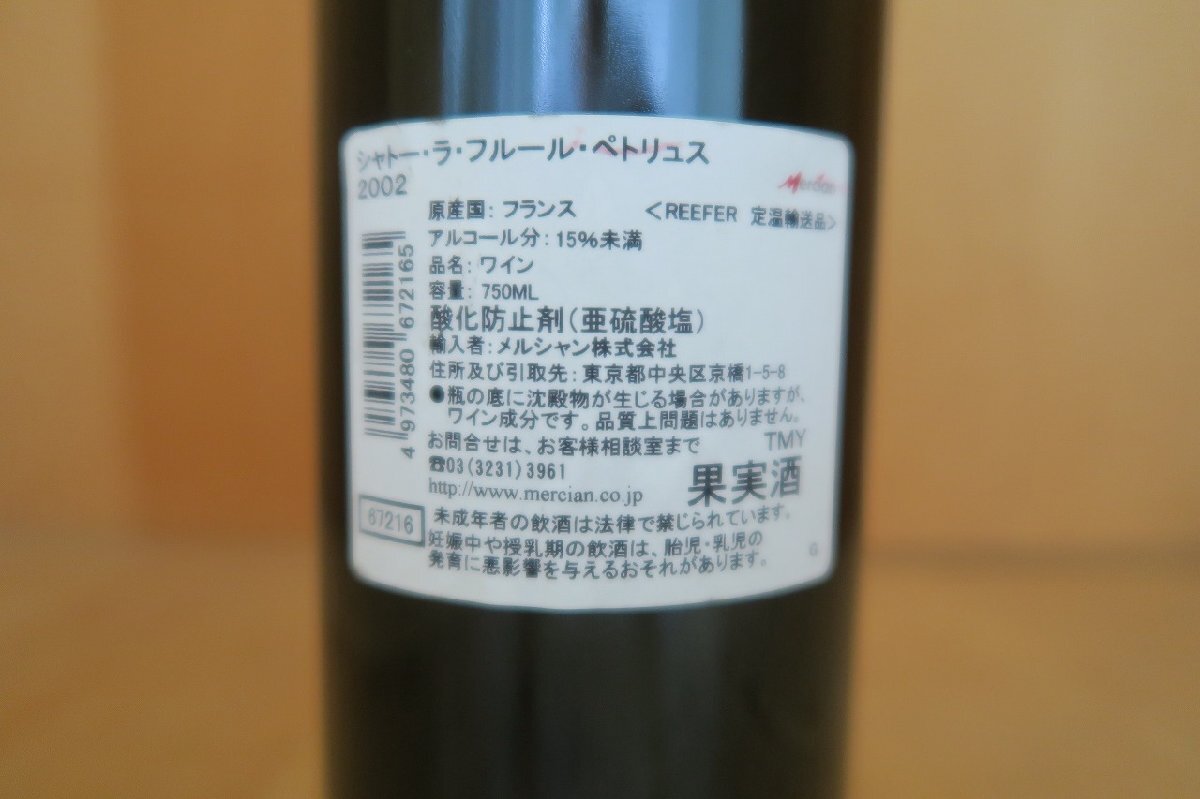 シャトー・ラ・フルール・ペトリュス
2002
Mercian
原産国: フランス <REEFER 定温輸送品>
アルコール分: 15%未満
品名: ワイン
容量: 750ML
酸化防止剤(亜硫酸塩)
輸入者: メルシャン株式会社
住所及び引取先: 東京都中央区京橋1-5-8
●瓶の底に沈殿物が生じる場合がありますが、
ワイン成分です。品質上問題はありません。
お問合せは、お客様相談室まで TMY
☎03(3231)3961
http://www.mercian.co.jp
果実酒
4 973480 672165
67216
未成年者の飲酒は法律で禁じられています。
妊娠中や授乳期の飲酒は、胎児・乳児の
発育に悪影響を与えるおそれがあります。
6